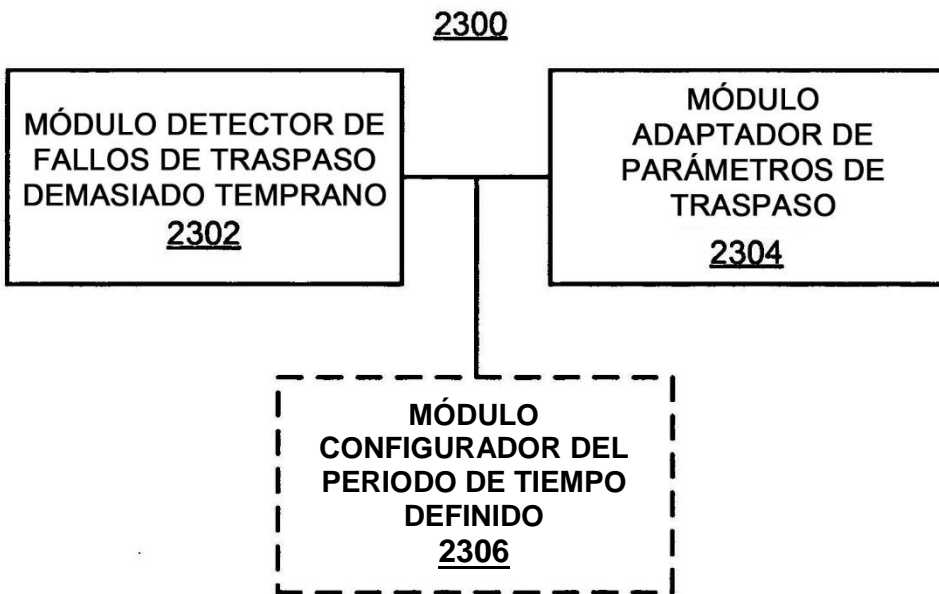 2300
MÓDULO DETECTOR DE
FALLOS DE TRASPASO
DEMASIADO TEMPRANO
2302
MÓDULO
ADAPTADOR DE
PARÁMETROS DE
TRASPASO
2304
MÓDULO
CONFIGURADOR DEL
PERIODO DE TIEMPO
DEFINIDO
2306